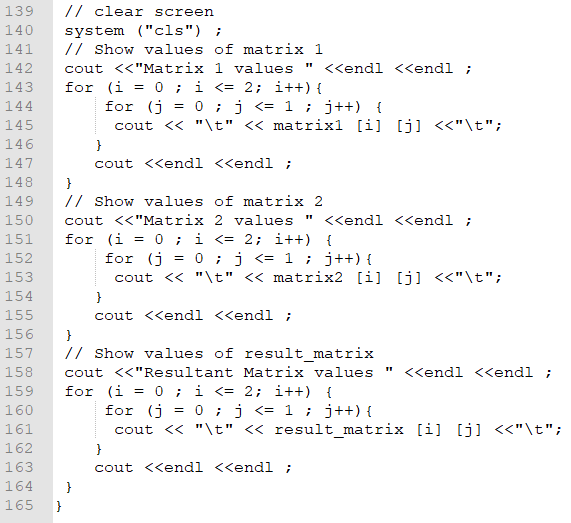 139 // clear screen
140 system ("cls") ;
141 // Show values of matrix 1
142 cout <<"Matrix 1 values " <<endl <<endl ;
143 for (i = 0 ; i <= 2; i++){
144 for (j = 0 ; j <= 1 ; j++) {
145 cout << "\t" << matrix1 [i] [j] <<"\t";
146 }
147 cout <<endl <<endl ;
148 }
149 // Show values of matrix 2
150 cout <<"Matrix 2 values " <<endl <<endl ;
151 for (i = 0 ; i <= 2; i++) {
152 for (j = 0 ; j <= 1 ; j++){
153 cout << "\t" << matrix2 [i] [j] <<"\t";
154 }
155 cout <<endl <<endl ;
156 }
157 // Show values of result_matrix
158 cout <<"Resultant Matrix values " <<endl <<endl ;
159 for (i = 0 ; i <= 2; i++) {
160 for (j = 0 ; j <= 1 ; j++){
161 cout << "\t" << result_matrix [i] [j] <<"\t";
162 }
163 cout <<endl <<endl ;
164 }
165 }